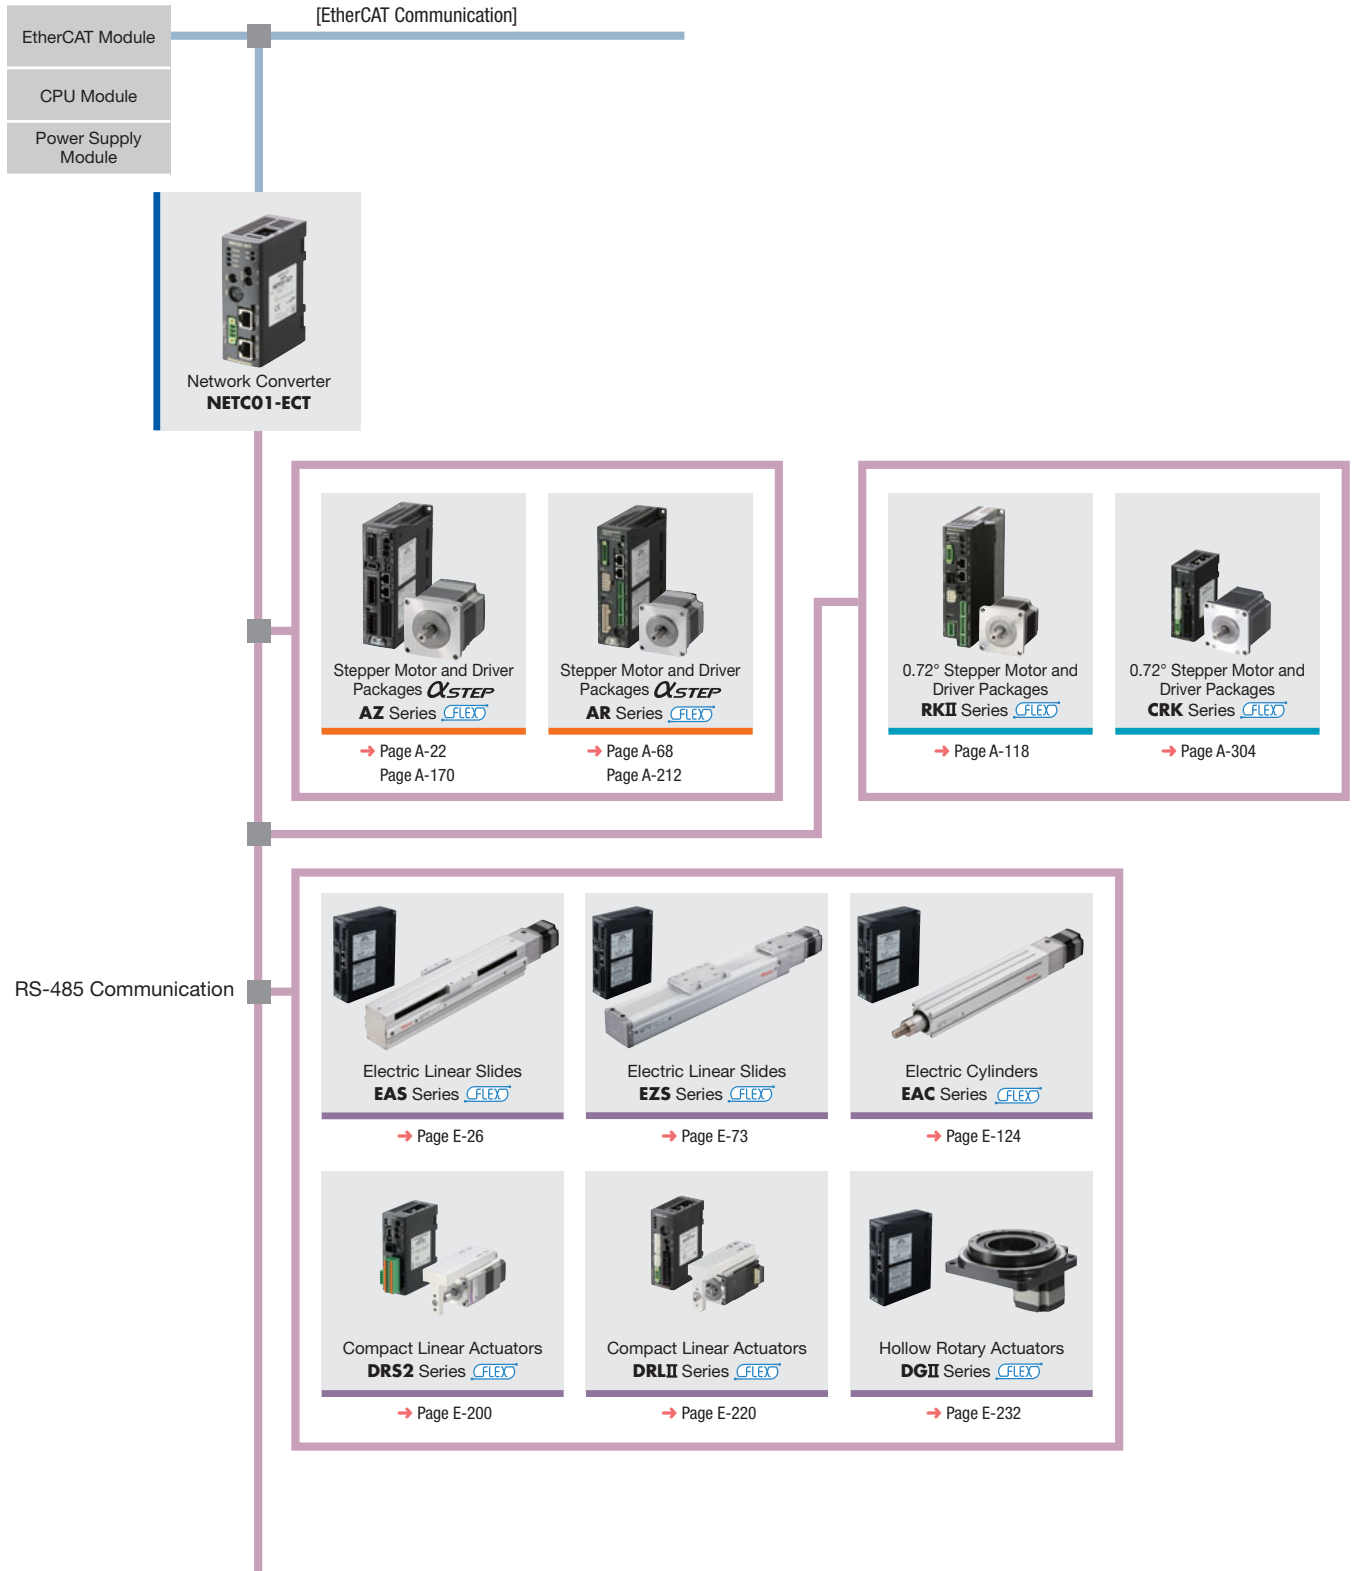 [EtherCAT Communication]
EtherCAT Module
CPU Module
Power Supply
Module
Network Converter
NETC01-ECT
Stepper Motor and Driver
Packages αSTEP
AZ Series FLEX
→ Page A-22
Page A-170
Stepper Motor and Driver
Packages αSTEP
AR Series FLEX
→ Page A-68
Page A-212
0.72° Stepper Motor and
Driver Packages
RKII Series FLEX
→ Page A-118
0.72° Stepper Motor and
Driver Packages
CRK Series FLEX
→ Page A-304
RS-485 Communication
Electric Linear Slides
EAS Series FLEX
→ Page E-26
Electric Linear Slides
EZS Series FLEX
→ Page E-73
Electric Cylinders
EAC Series FLEX
→ Page E-124
Compact Linear Actuators
DRS2 Series FLEX
→ Page E-200
Compact Linear Actuators
DRLII Series FLEX
→ Page E-220
Hollow Rotary Actuators
DGII Series FLEX
→ Page E-232